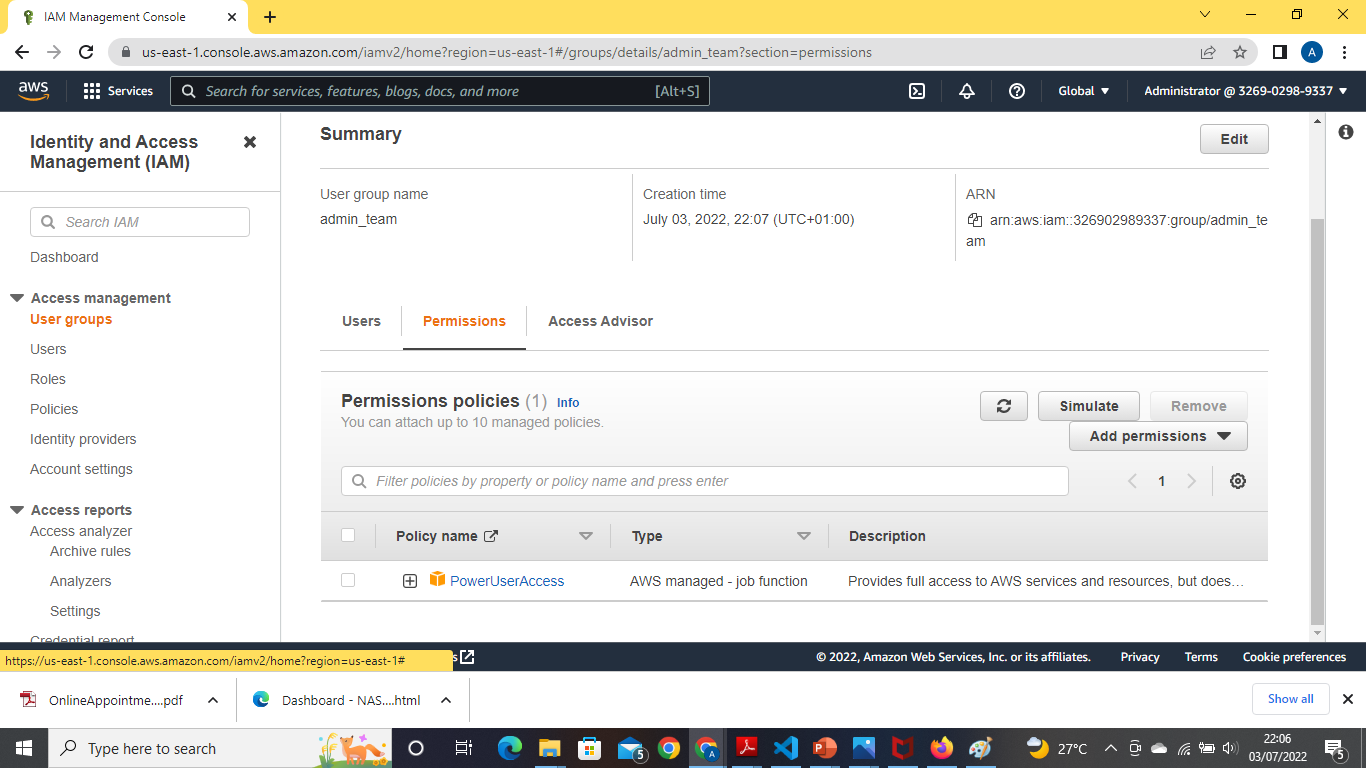 IAM Management Console
us-east-1.console.aws.amazon.com/iamv2/home?region=us-east-1#/groups/details/admin_team?section=permissions
A
aws
Services
Search for services, features, blogs, docs, and more [Alt+S]
Global
Administrator @ 3269-0298-9337
Identity and Access
Management (IAM)
Search IAM
Dashboard
Access management
User groups
Users
Roles
Policies
Identity providers
Account settings
Access reports
Access analyzer
Archive rules
Analyzers
Settings
Credential report
Summary
Edit
User group name
admin_team
Creation time
July 03, 2022, 22:07 (UTC+01:00)
ARN
arn:aws:iam::326902989337:group/admin_te
am
Users
Permissions
Access Advisor
Permissions policies (1) Info
You can attach up to 10 managed policies.
Simulate
Remove
Add permissions
Filter policies by property or policy name and press enter
1
Policy name
Type
Description
PowerUserAccess
AWS managed - job function
Provides full access to AWS services and resources, but does…
https://us-east-1.console.aws.amazon.com/iamv2/home?region=us-east-1#
s
© 2022, Amazon Web Services, Inc. or its affiliates.
Privacy
Terms
Cookie preferences
OnlineAppointme....pdf
Dashboard - NAS....html
Show all
Type here to search
5
A
27°C
22:06
03/07/2022
5